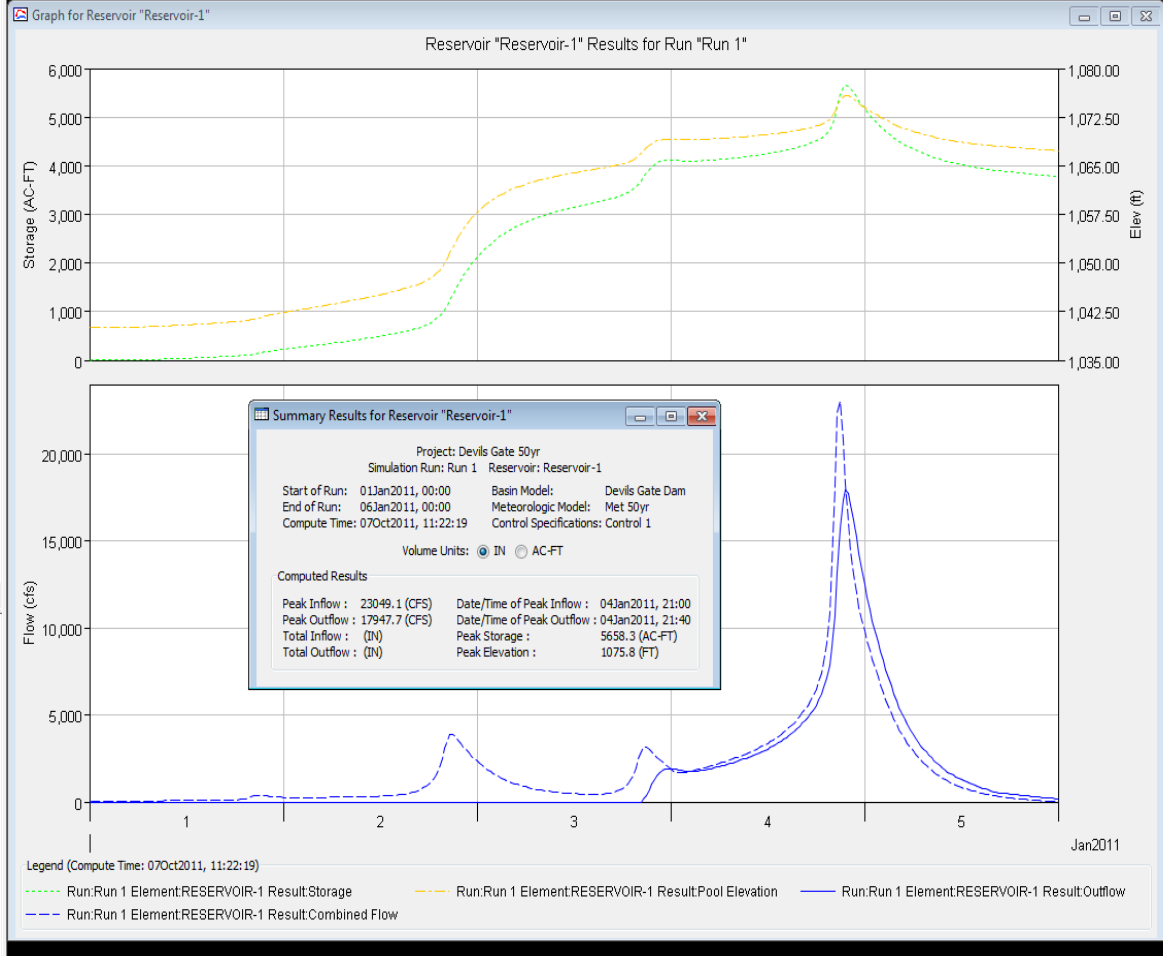 Graph for Reservoir "Reservoir-1"
Reservoir "Reservoir-1" Results for Run "Run 1"
6,000
5,000
4,000
3,000
2,000
1,000
0
Storage (AC-FT)
1,080.00
1,072.50
1,065.00
1,057.50
1,050.00
1,042.50
1,035.00
Elev (ft)
20,000
15,000
10,000
5,000
0
Flow (cfs)
Summary Results for Reservoir "Reservoir-1"
Project: Devils Gate 50yr
Simulation Run: Run 1 Reservoir: Reservoir-1
Start of Run: 01Jan2011, 00:00 Basin Model: Devils Gate Dam
End of Run: 06Jan2011, 00:00 Meteorologic Model: Met 50yr
Compute Time: 07Oct2011, 11:22:19 Control Specifications: Control 1
Volume Units: IN AC-FT
Computed Results
Peak Inflow : 23049.1 (CFS) Date/Time of Peak Inflow : 04Jan2011, 21:00
Peak Outflow : 17947.7 (CFS) Date/Time of Peak Outflow : 04Jan2011, 21:40
Total Inflow : (IN) Peak Storage : 5658.3 (AC-FT)
Total Outflow : (IN) Peak Elevation : 1075.8 (FT)
1 2 3 4 5
Jan2011
Legend (Compute Time: 07Oct2011, 11:22:19)
Run:Run 1 Element:RESERVOIR-1 Result:Storage Run:Run 1 Element:RESERVOIR-1 Result:Pool Elevation Run:Run 1 Element:RESERVOIR-1 Result:Outflow
Run:Run 1 Element:RESERVOIR-1 Result:Combined Flow